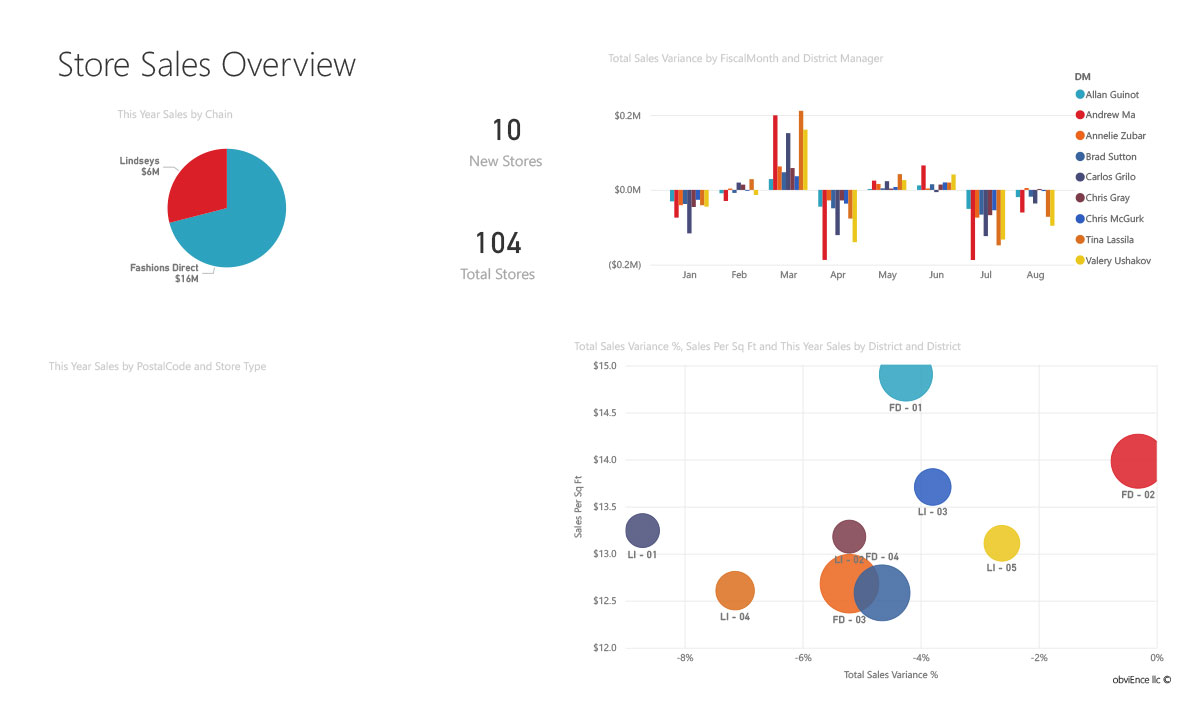 Store Sales Overview
This Year Sales by Chain
Lindseys
$6M
Fashions Direct
$16M
10
New Stores
104
Total Stores
Total Sales Variance by FiscalMonth and District Manager
$0.2M
$0.0M
($0.2M)
Jan Feb Mar Apr May Jun Jul Aug
DM
Allan Guinot
Andrew Ma
Annelie Zubar
Brad Sutton
Carlos Grilo
Chris Gray
Chris McGurk
Tina Lassila
Valery Ushakov
This Year Sales by PostalCode and Store Type
Total Sales Variance %, Sales Per Sq Ft and This Year Sales by District and District
Sales Per Sq Ft
$15.0
$14.5
$14.0
$13.5
$13.0
$12.5
$12.0
FD - 01
FD - 02
LI - 03
LI - 01
LI - 02
FD - 04
LI - 05
LI - 04
FD - 03
-8% -6% -4% -2% 0%
Total Sales Variance %
obviEnce llc ©